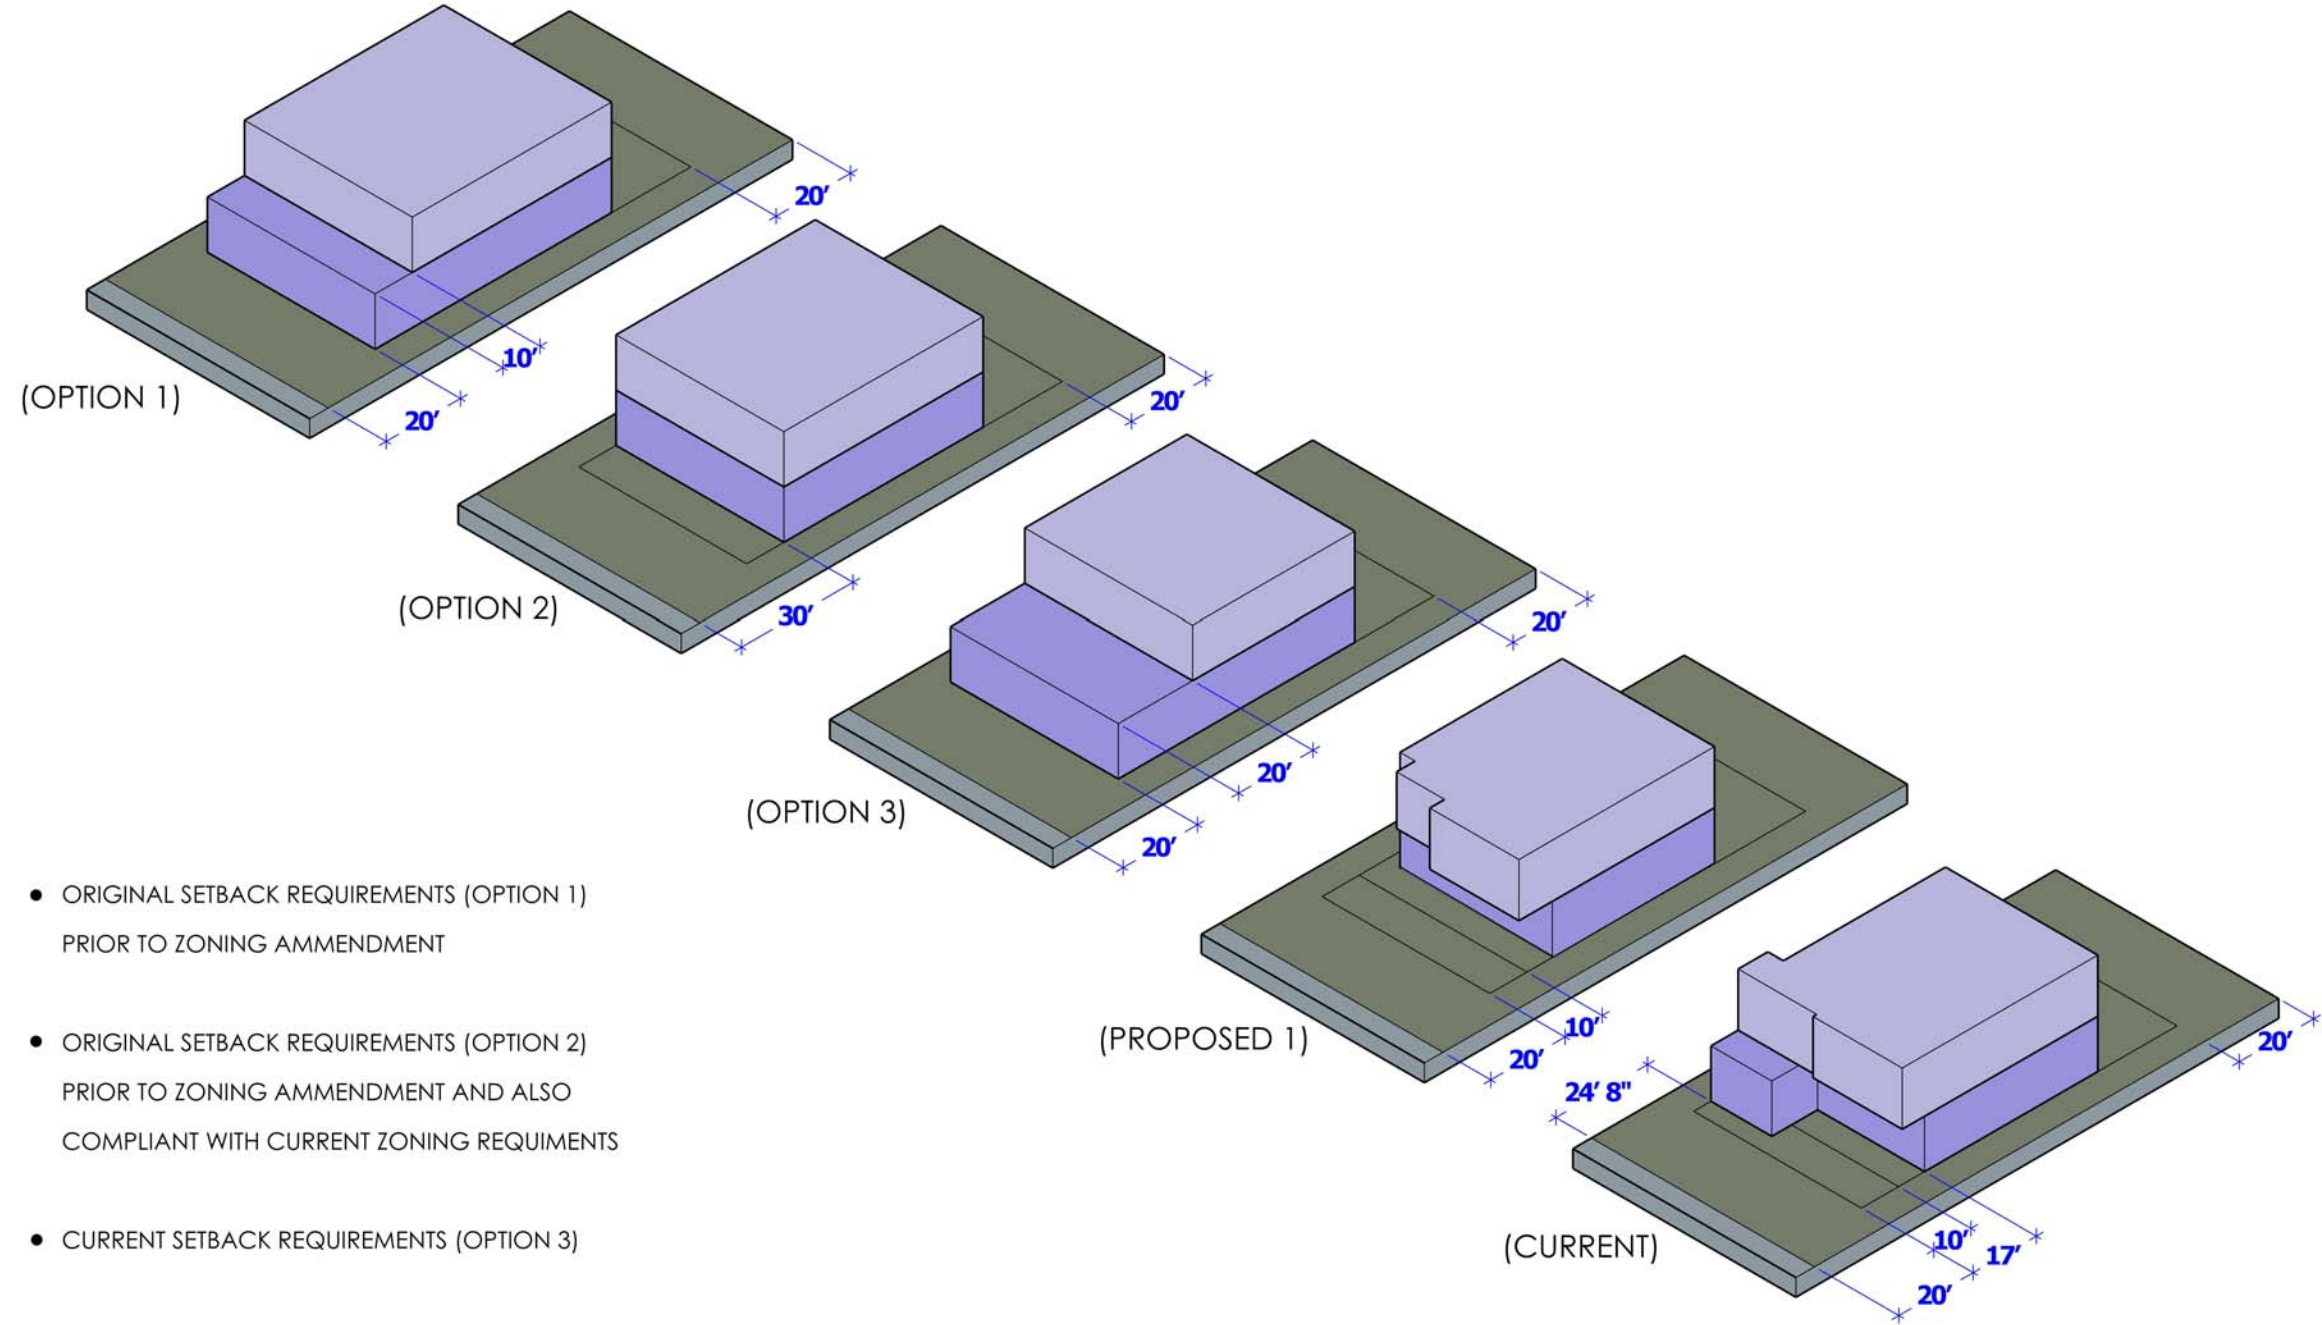 20'
10'
20'
(OPTION 1)
20'
30'
(OPTION 2)
20'
20'
20'
(OPTION 3)
10'
20'
(PROPOSED 1)
24' 8"
20'
10'
17'
20'
(CURRENT)
• ORIGINAL SETBACK REQUIREMENTS (OPTION 1)
PRIOR TO ZONING AMMENDMENT
• ORIGINAL SETBACK REQUIREMENTS (OPTION 2)
PRIOR TO ZONING AMMENDMENT AND ALSO
COMPLIANT WITH CURRENT ZONING REQUIMENTS
• CURRENT SETBACK REQUIREMENTS (OPTION 3)